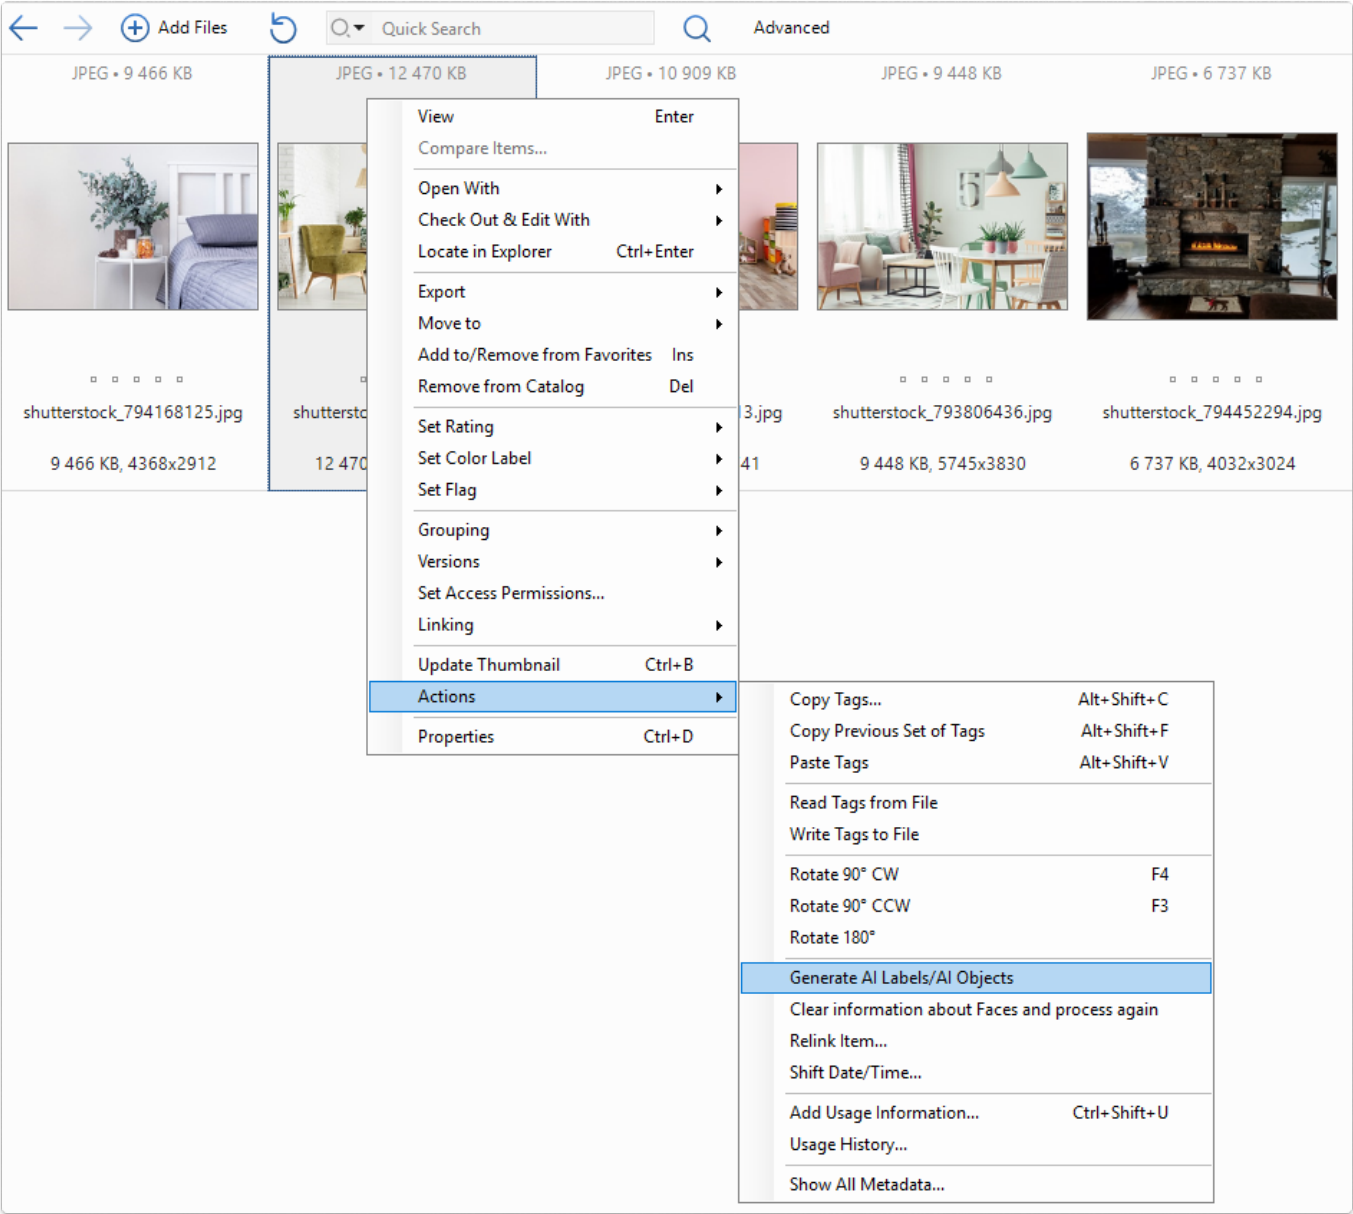 Add Files
Quick Search
Advanced
JPEG • 9 466 KB
JPEG • 12 470 KB
JPEG • 10 909 KB
JPEG • 9 448 KB
JPEG • 6 737 KB
5
shutterstock_794168125.jpg
9 466 KB, 4368x2912
shuttersto
12 470
13.jpg
41
shutterstock_793806436.jpg
9 448 KB, 5745x3830
shutterstock_794452294.jpg
6 737 KB, 4032x3024
View Enter
Compare Items...
Open With
Check Out & Edit With
Locate in Explorer Ctrl+Enter
Export
Move to
Add to/Remove from Favorites Ins
Remove from Catalog Del
Set Rating
Set Color Label
Set Flag
Grouping
Versions
Set Access Permissions...
Linking
Update Thumbnail Ctrl+B
Actions
Properties Ctrl+D
Copy Tags... Alt+Shift+C
Copy Previous Set of Tags Alt+Shift+F
Paste Tags Alt+Shift+V
Read Tags from File
Write Tags to File
Rotate 90° CW F4
Rotate 90° CCW F3
Rotate 180°
Generate AI Labels/AI Objects
Clear information about Faces and process again
Relink Item...
Shift Date/Time...
Add Usage Information... Ctrl+Shift+U
Usage History...
Show All Metadata...